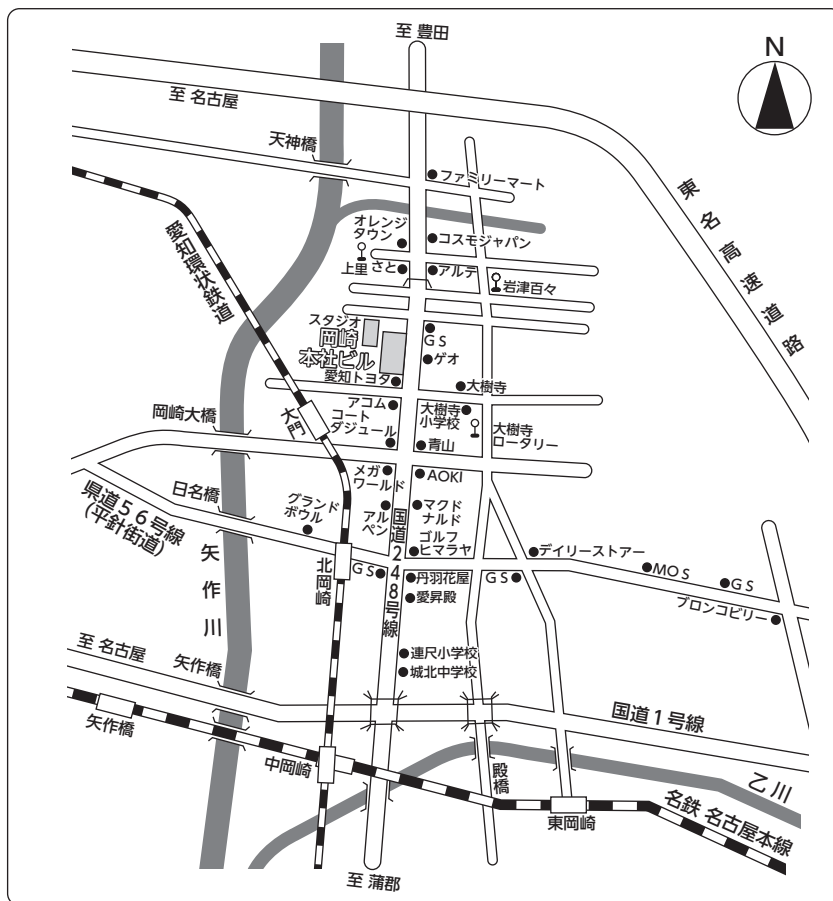 至 豊田
N
至 名古屋
天神橋
ファミリーマート
東名高速道路
オレンジ
タウン
コスモジャパン
愛知環状鉄道
上里
さと
アルテ
岩津百々
スタジオ
岡崎
本社ビル
GS
ゲオ
愛知トヨタ
大樹寺
アコム
大樹寺
小学校
大樹寺
ロータリー
岡崎大橋
大門
コート
ダジュール
青山
メガ
ワールド
AOKI
日名橋
グランド
ボウル
アル
ペン
マクド
ナルド
県道56号線
(平針街道)
国道248号線
ゴルフ
ヒマラヤ
デイリーストアー
矢作川
北岡崎
GS
丹羽花屋
GS
MOS
GS
愛昇殿
ブロンコビリー
至 名古屋
矢作橋
連尺小学校
城北中学校
国道1号線
矢作橋
中岡崎
殿橋
乙川
東岡崎
名鉄 名古屋本線
至 蒲郡